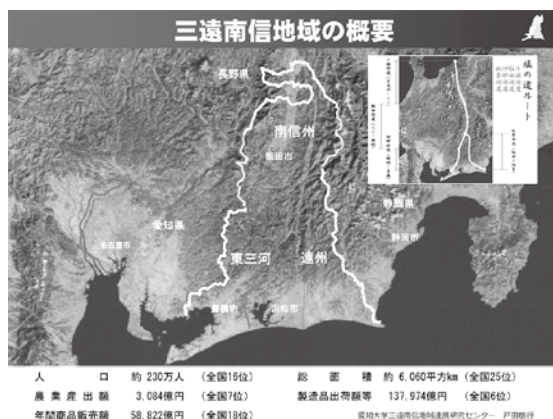 三遠南信地域の概要
長野県
南信州
飯田市
塩の道ルート
愛知県
名古屋市
静岡県
静岡市
東三河
遠州
豊橋市
浜松市
人口 約 230万人 (全国16位)
総面積 約 6,060平方km (全国25位)
農業産出額 3,084億円 (全国7位)
製造品出荷額等 137,974億円 (全国6位)
年間商品販売額 58,822億円 (全国18位)
愛知大学三遠南信地域連携研究センター 戸田敏行